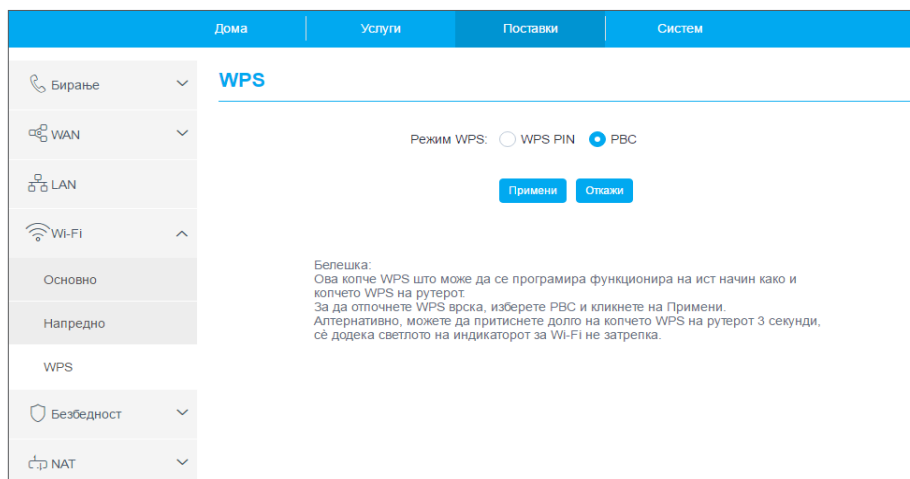 Дома
Услуги
Поставки
Систем
Бирање
WAN
LAN
Wi-Fi
Основно
Напредно
WPS
Безбедност
NAT
WPS
Режим WPS: WPS PIN PBC
Примени Откажи
Белешка:
Ова копче WPS што може да се програмира функционира на ист начин како и
копчето WPS на рутерот.
За да отпочнете WPS врска, изберете PBC и кликнете на Примени.
Алтернативно, можете да притиснете долго на копчето WPS на рутерот 3 секунди,
сѐ додека светлото на индикаторот за Wi-Fi не затрепка.